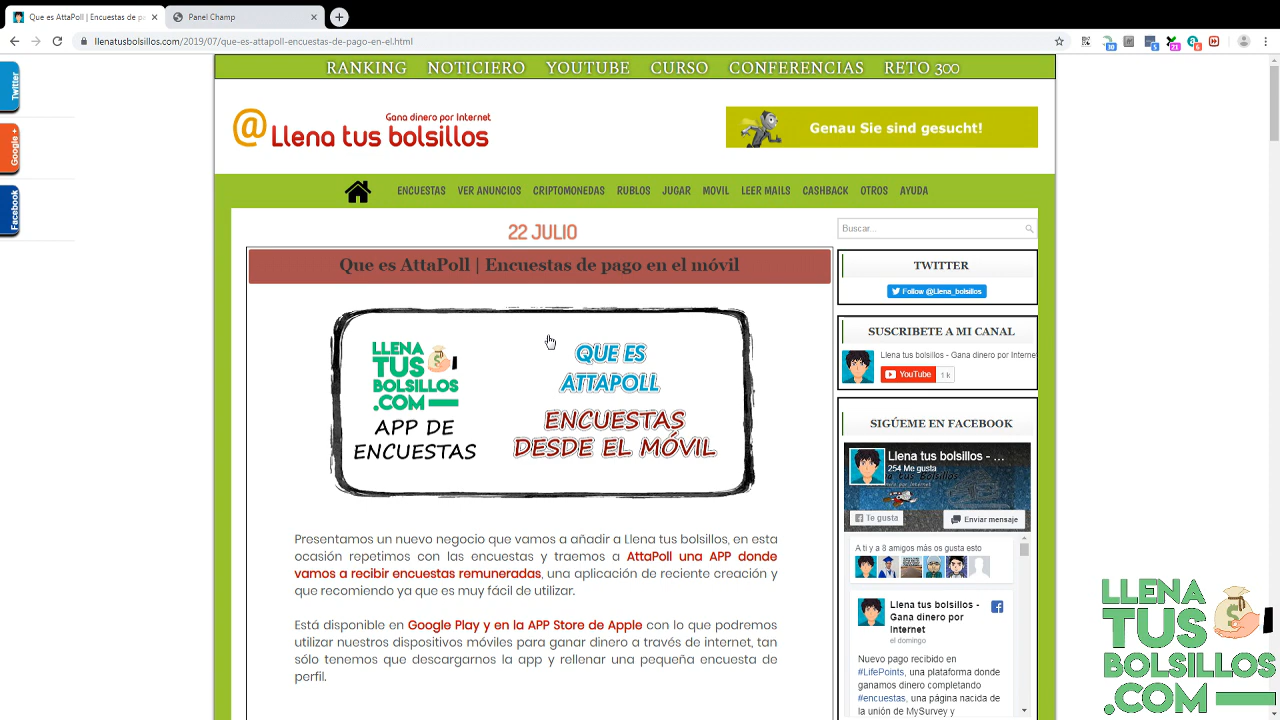 Que es AttaPoll | Encuestas de pa
Panel Champ
llenatusbolsillos.com/2019/07/que-es-attapoll-encuestas-de-pago-en-el.html
RANKING NOTICIERO YOUTUBE CURSO CONFERENCIAS RETO 300
Twitter
Google +
Facebook
Gana dinero por Internet
@Llena tus bolsillos
Genau Sie sind gesucht!
ENCUESTAS VER ANUNCIOS CRIPTOMONEDAS RUBLOS JUGAR MOVIL LEER MAILS CASHBACK OTROS AYUDA
22 JULIO
Que es AttaPoll | Encuestas de pago en el móvil
LLENA
TUS
BOLSILLOS
.COM
APP DE
ENCUESTAS
QUE ES
ATTAPOLL
ENCUESTAS
DESDE EL MÓVIL
Presentamos un nuevo negocio que vamos a añadir a Llena tus bolsillos, en esta
ocasión repetimos con las encuestas y traemos a AttaPoll una APP donde
vamos a recibir encuestas remuneradas, una aplicación de reciente creación y
que recomiendo ya que es muy fácil de utilizar.
Está disponible en Google Play y en la APP Store de Apple con lo que podremos
utilizar nuestros dispositivos móviles para ganar dinero a través de internet, tan
sólo tenemos que descargarnos la app y rellenar una pequeña encuesta de
perfil.
Buscar...
TWITTER
Follow @Llena_bolsillos
SUSCRIBETE A MI CANAL
Llena tus bolsillos - Gana dinero por Interne
YouTube 1 k
SIGÚEME EN FACEBOOK
Llena tus bolsillos - ...
254 Me gusta
Te gusta
Enviar mensaje
A ti y a 8 amigos más os gusta esto
Llena tus bolsillos -
Gana dinero por
Internet
el domingo
Nuevo pago recibido en
#LifePoints, una plataforma donde
ganamos dinero completando
#encuestas, una página nacida de
la unión de MySurvey y
LLENA
TUS
BOLSILLOS
.COM